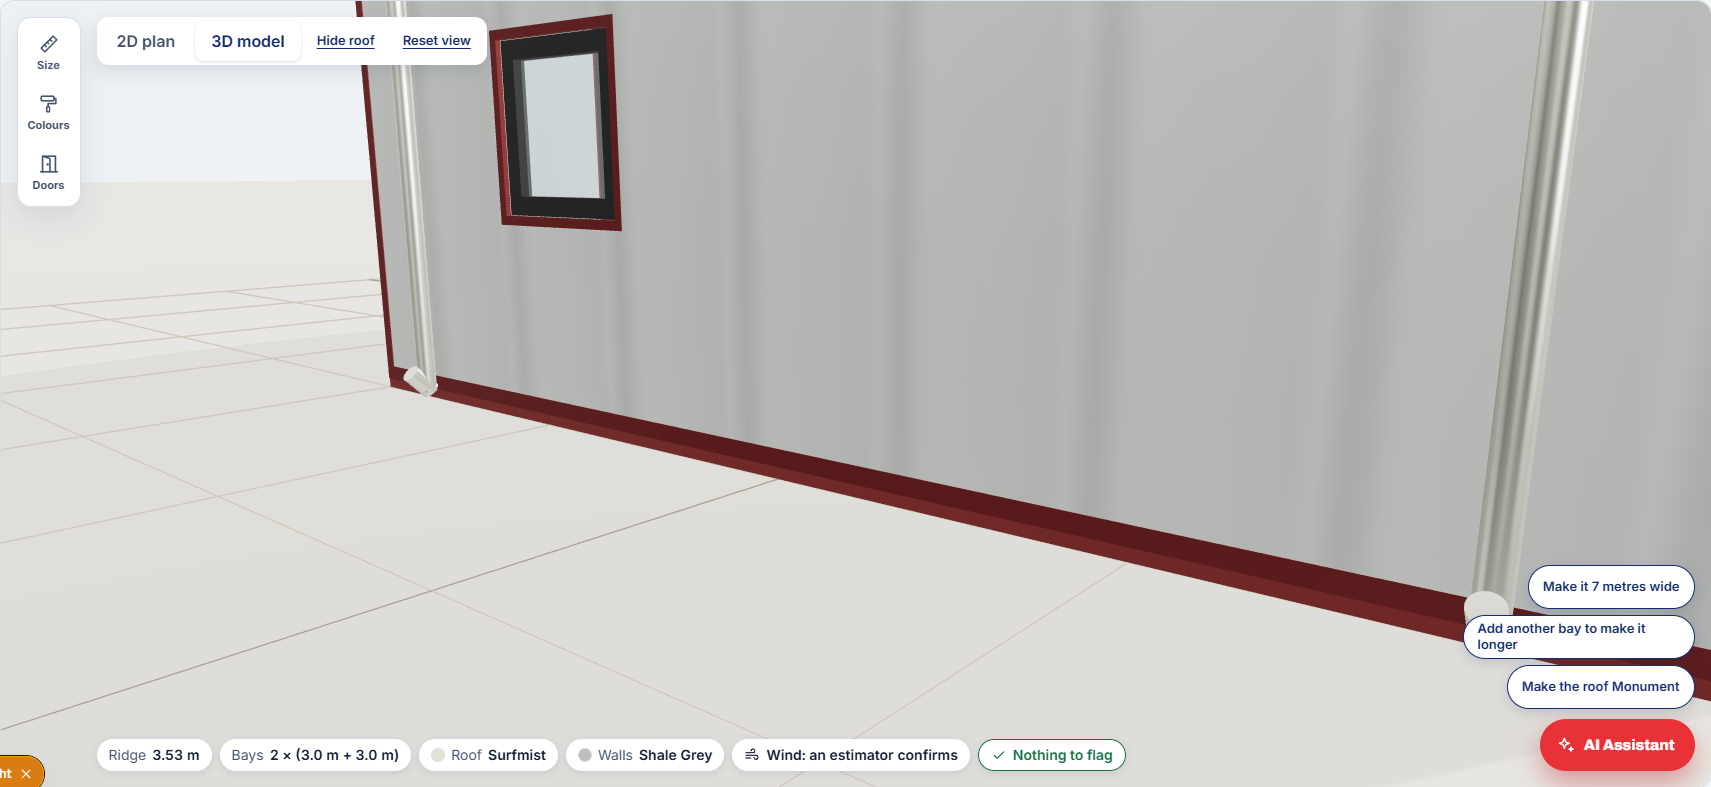 2D plan
3D model
Hide roof
Reset view
Size
Colours
Doors
Make it 7 metres wide
Add another bay to make it
longer
Make the roof Monument
Ridge 3.53 m
Bays 2 × (3.0 m + 3.0 m)
Roof Surfmist
Walls Shale Grey
Wind: an estimator confirms
Nothing to flag
AI Assistant
ht